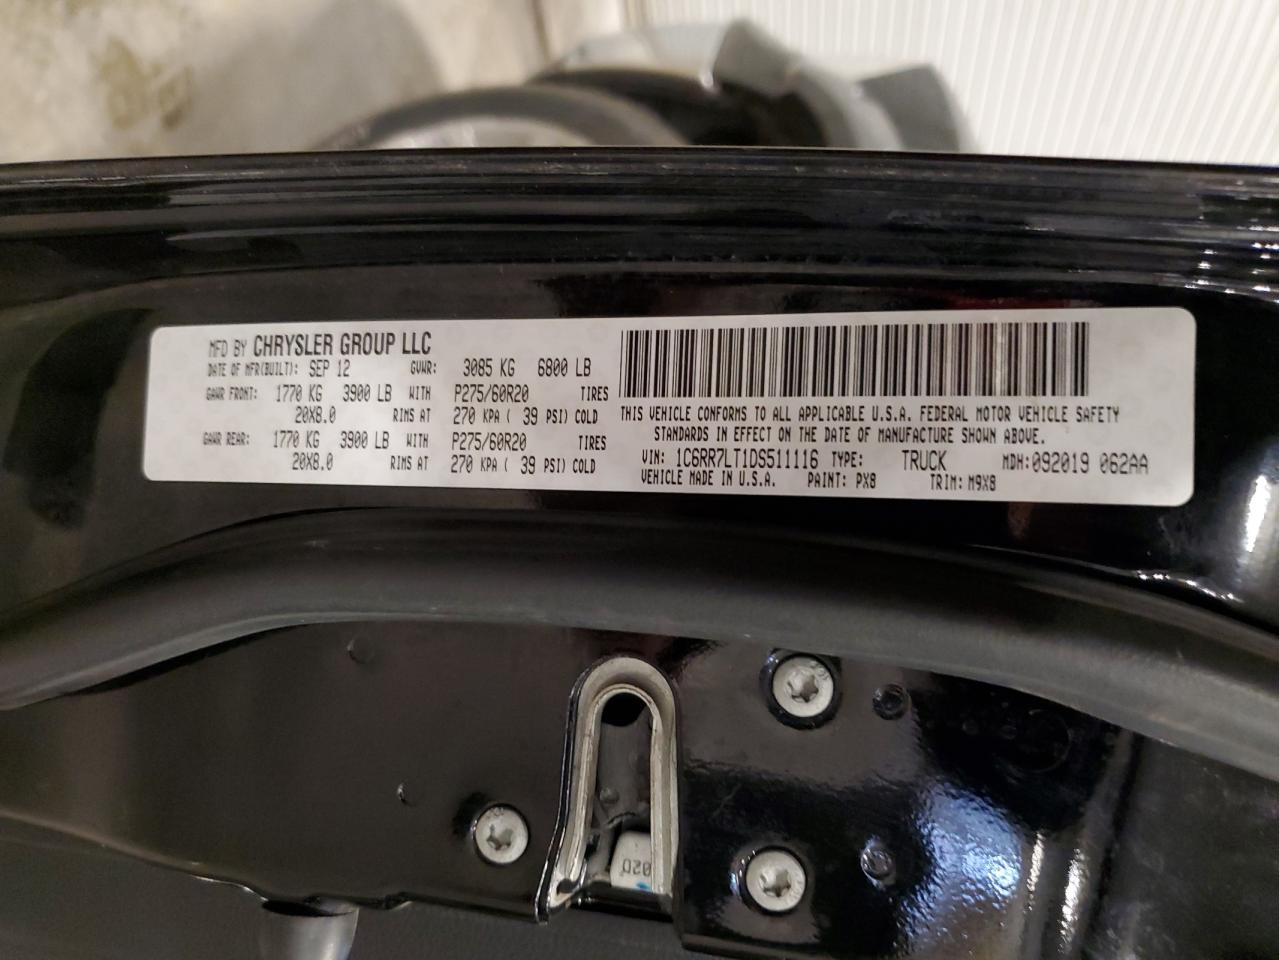 MFD BY CHRYSLER GROUP LLC
DATE OF MFR(BUILT): SEP 12 GVWR: 3085 KG 6800 LB
GAWR FRONT: 1770 KG 3900 LB WITH P275/60R20 TIRES
20X8.0 RIMS AT 270 KPA ( 39 PSI) COLD
GAWR REAR: 1770 KG 3900 LB WITH P275/60R20 TIRES
20X8.0 RIMS AT 270 KPA ( 39 PSI) COLD
THIS VEHICLE CONFORMS TO ALL APPLICABLE U.S.A. FEDERAL MOTOR VEHICLE SAFETY
STANDARDS IN EFFECT ON THE DATE OF MANUFACTURE SHOWN ABOVE.
VIN: 1C6RR7LT1DS511116 TYPE: TRUCK MDH:092019 062AA
VEHICLE MADE IN U.S.A. PAINT: PX8 TRIM: M9X8